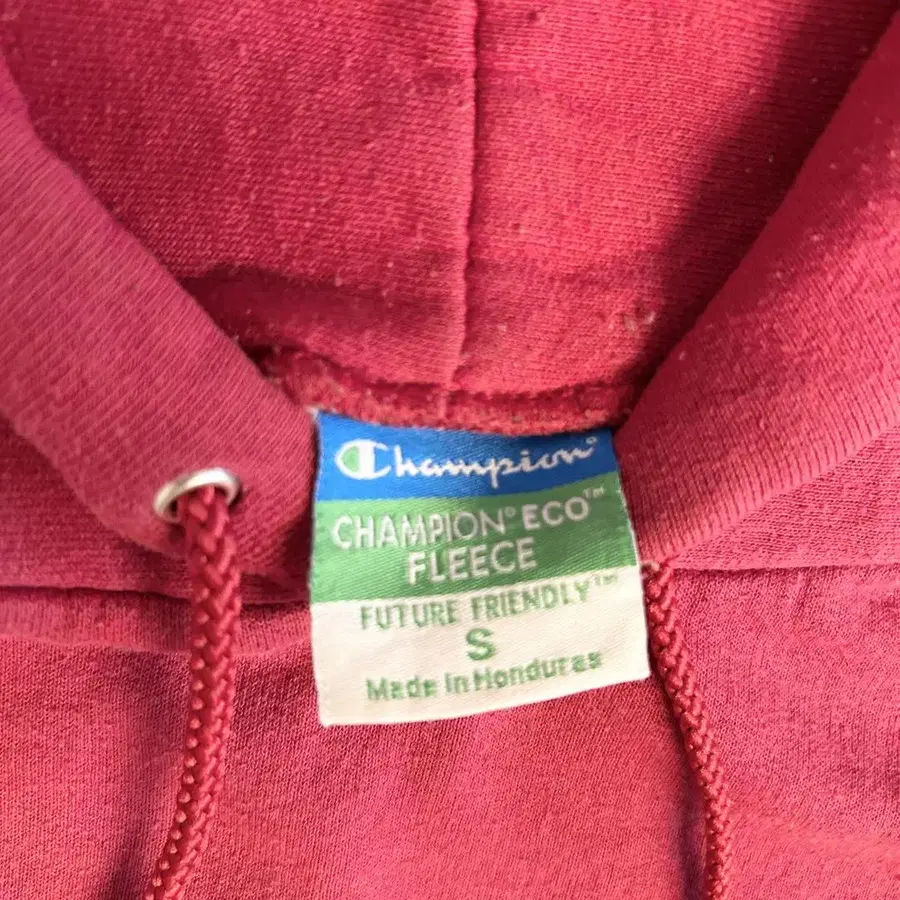 Champion®
CHAMPION® ECO™
FLEECE
FUTURE FRIENDLY™
S
Made in Honduras